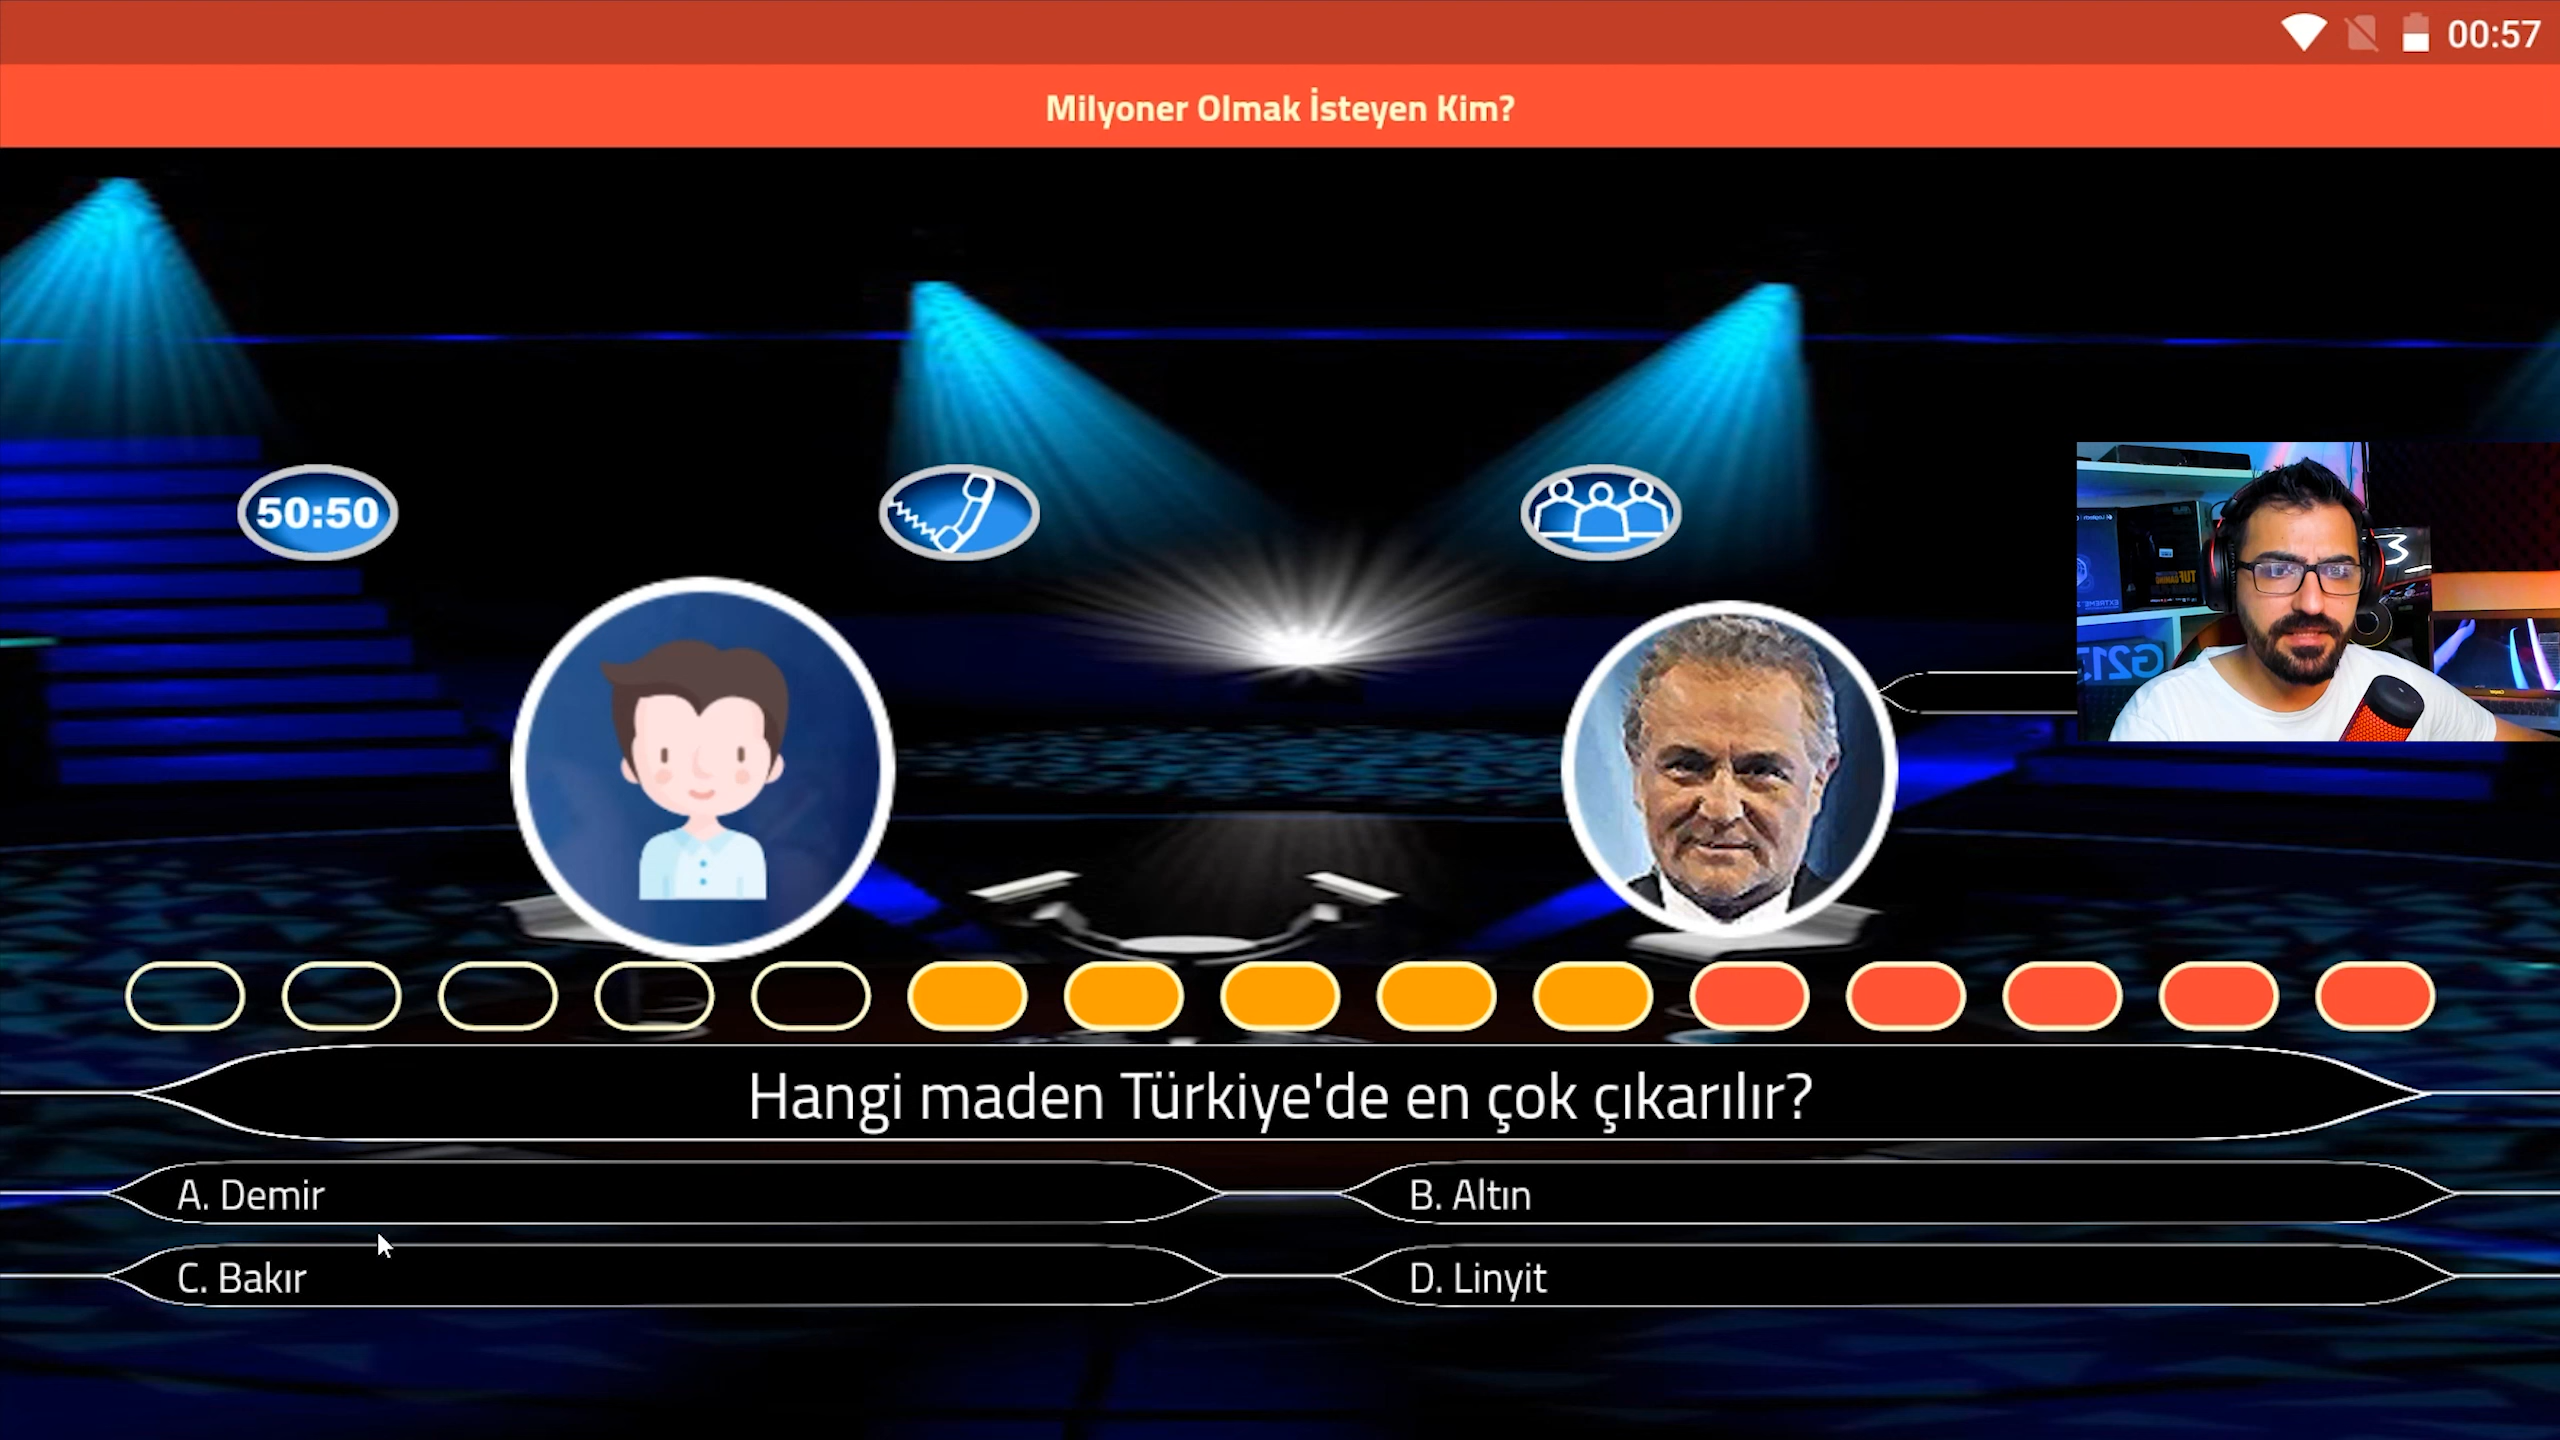 00:57
Milyoner Olmak İsteyen Kim?
50:50
Hangi maden Türkiye'de en çok çıkarılır?
A. Demir
B. Altın
C. Bakır
D. Linyit